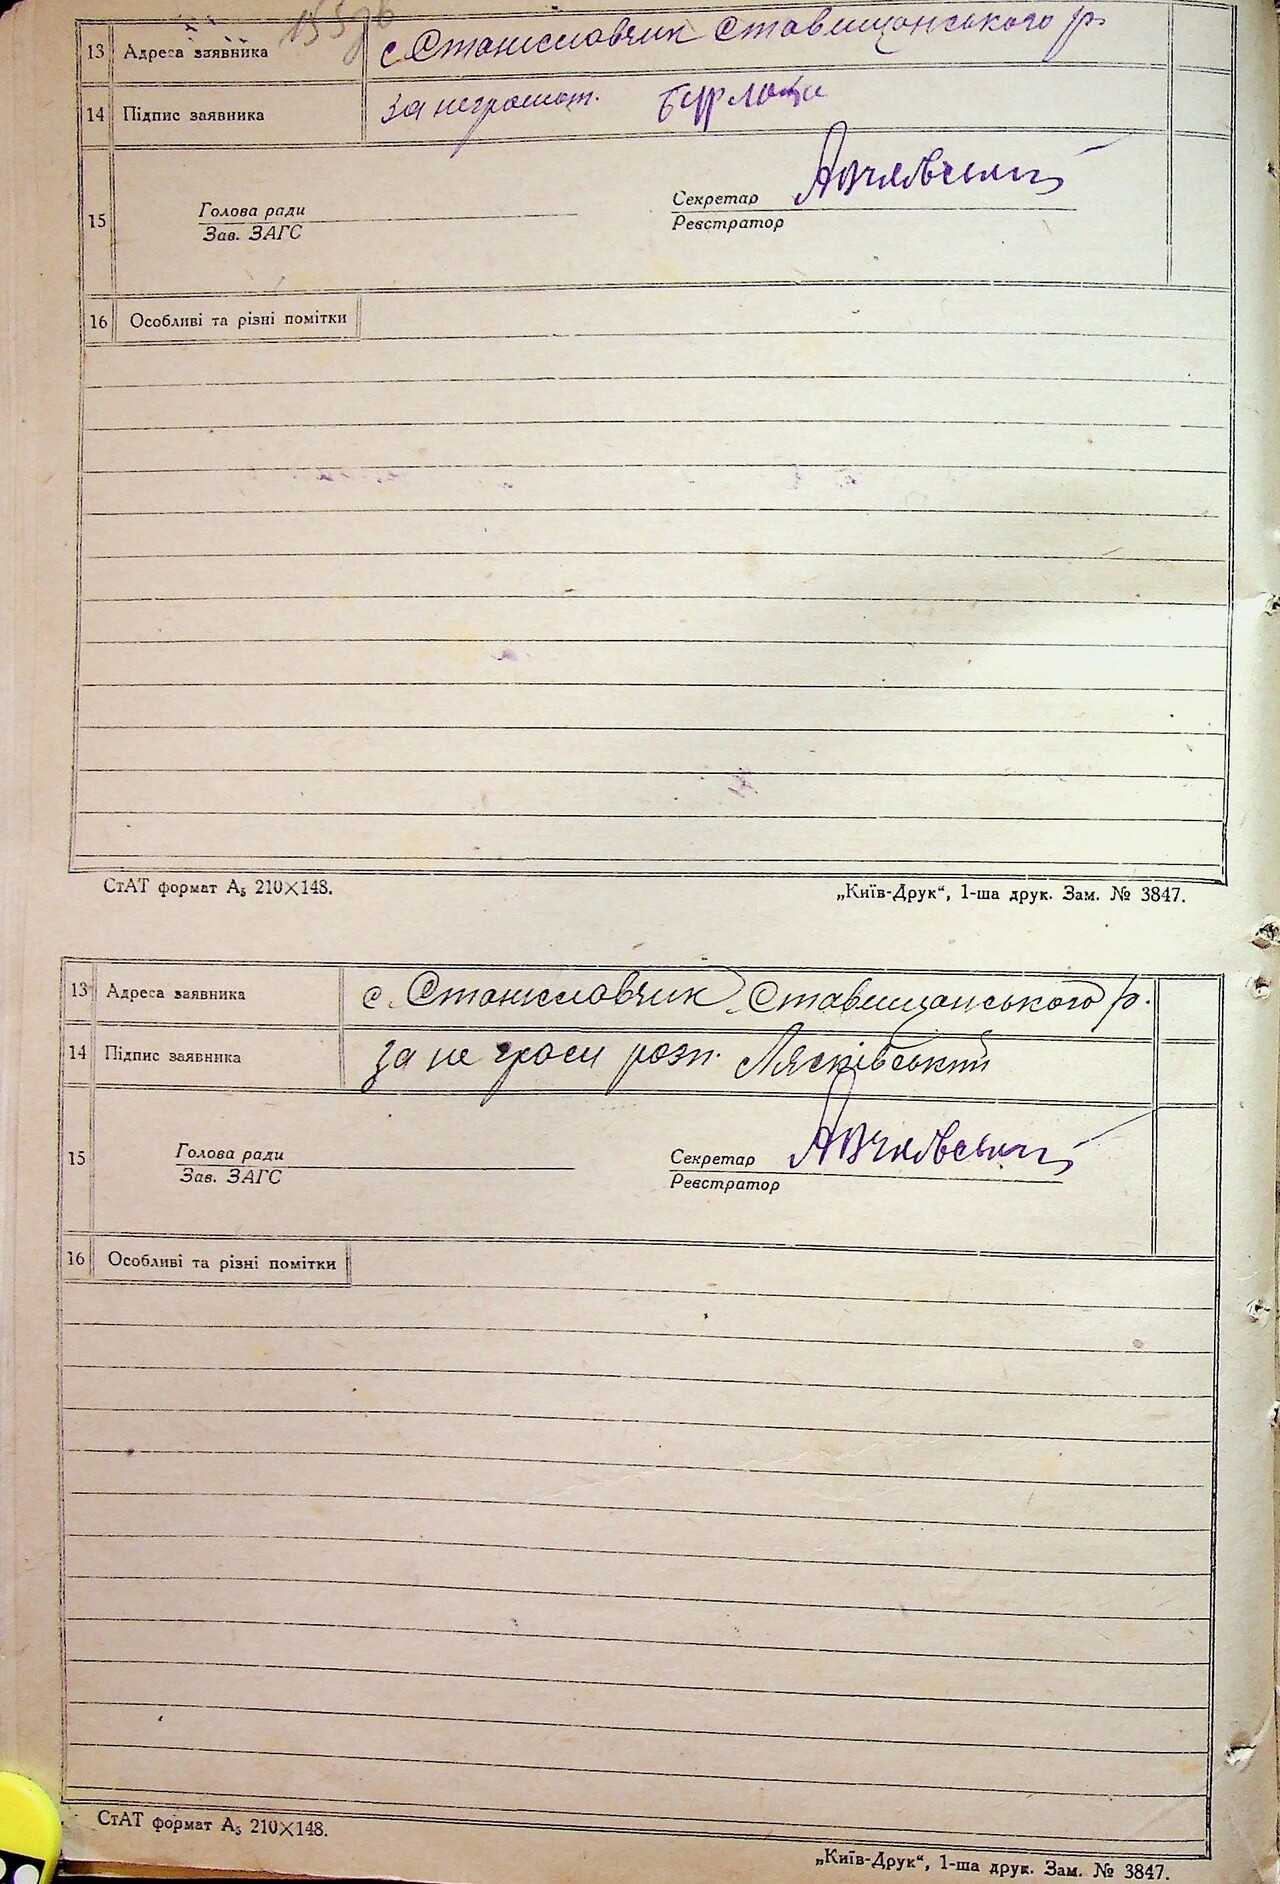 155зв
13 Адреса заявника с. Станиславчик Ставищанського р.
14 Підпис заявника за неграмот. Бурлака
15 Голова ради Секретар
Зав. ЗАГС Реєстратор
16 Особливі та різні помітки
СтАТ формат А₅ 210×148. „Київ-Друк“, 1-ша друк. Зам. № 3847.
13 Адреса заявника с. Станиславчик Ставищанського р.
14 Підпис заявника за не розп. Лясківський
15 Голова ради Секретар
Зав. ЗАГС Реєстратор
16 Особливі та різні помітки
СтАТ формат А₅ 210×148.
„Київ-Друк“, 1-ша друк. Зам. № 3847.